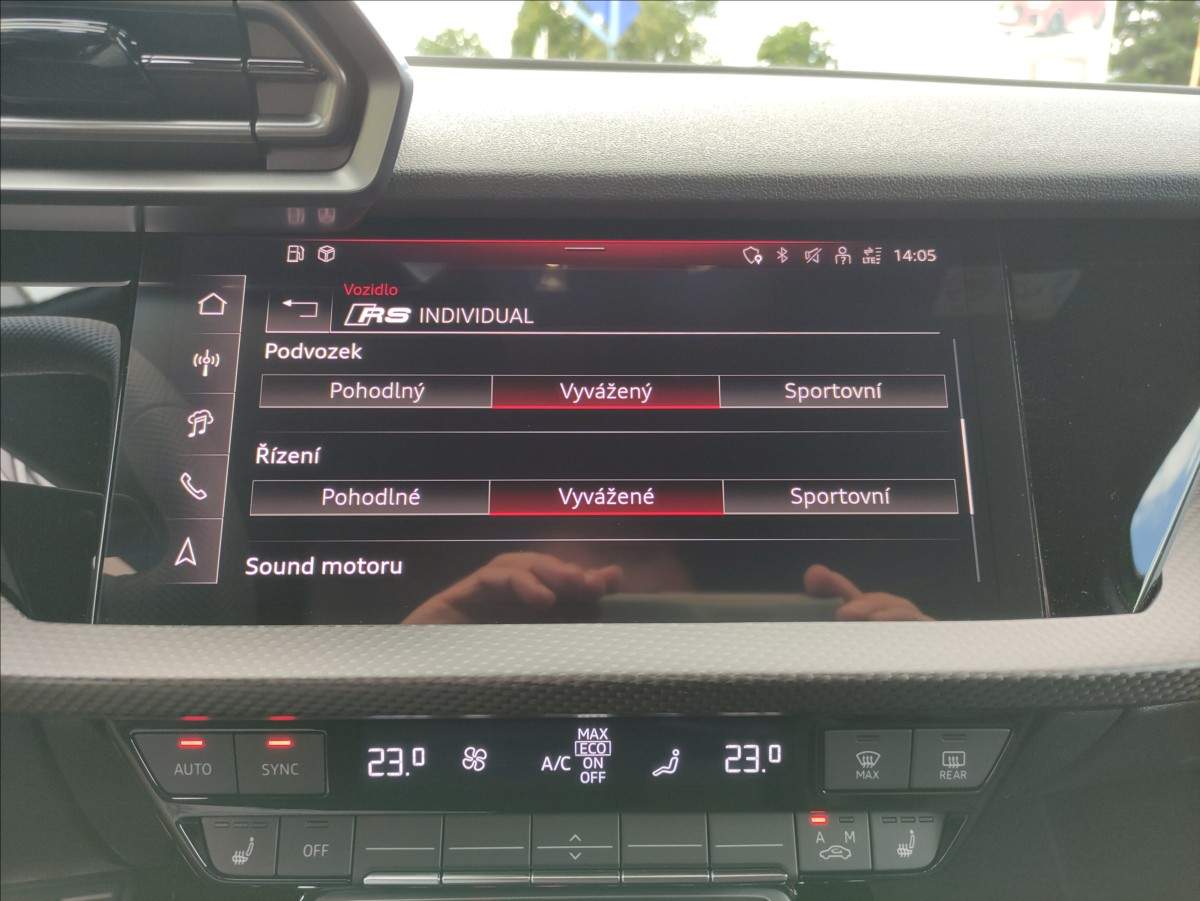 LTE 14:05
Vozidlo
RS INDIVIDUAL
Podvozek
Pohodlný Vyvážený Sportovní
Řízení
Pohodlné Vyvážené Sportovní
Sound motoru
AUTO SYNC 23.0 A/C MAX 23.0 MAX REAR
ECO
ON
OFF
OFF A M